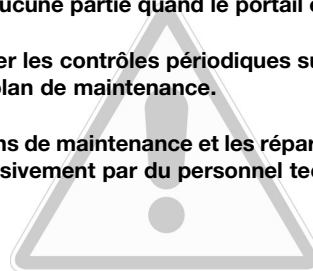 aucune partie quand le portail
er les contrôles périodiques su
plan de maintenance.
ns de maintenance et les répar
sivement par du personnel tec